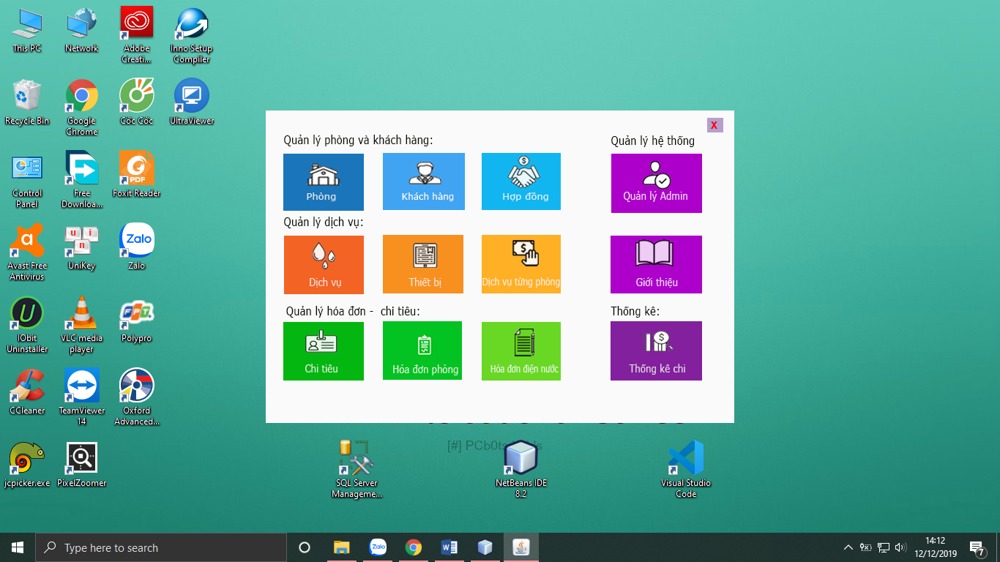 This PC
Network
Adobe
Creati...
Inno Setup
Compiler
Recycle Bin
Google
Chrome
Cốc Cốc
UltraViewer
Control
Panel
Free
Downloa...
PDF
Foxit Reader
Avast Free
Antivirus
u n i
UniKey
Zalo
Zalo
IObit
Uninstaller
VLC media
player
FPT
Polypro
CCleaner
TeamViewer
14
Oxford
Advanced...
jcpicker.exe
PixelZoomer
X
Quản lý phòng và khách hàng:
Quản lý hệ thống
Phòng
Khách hàng
Hợp đồng
Quản lý Admin
Quản lý dịch vụ:
Dịch vụ
Thiết bị
Dịch vụ từng phòng
Giới thiệu
Quản lý hóa đơn - chi tiêu:
Thống kê:
Chi tiêu
Hóa đơn phòng
Hóa đơn điện nước
Thống kê chi
SQL Server
Manageme...
NetBeans IDE
8.2
Visual Studio
Code
Type here to search
Zalo
14:12
12/12/2019
7